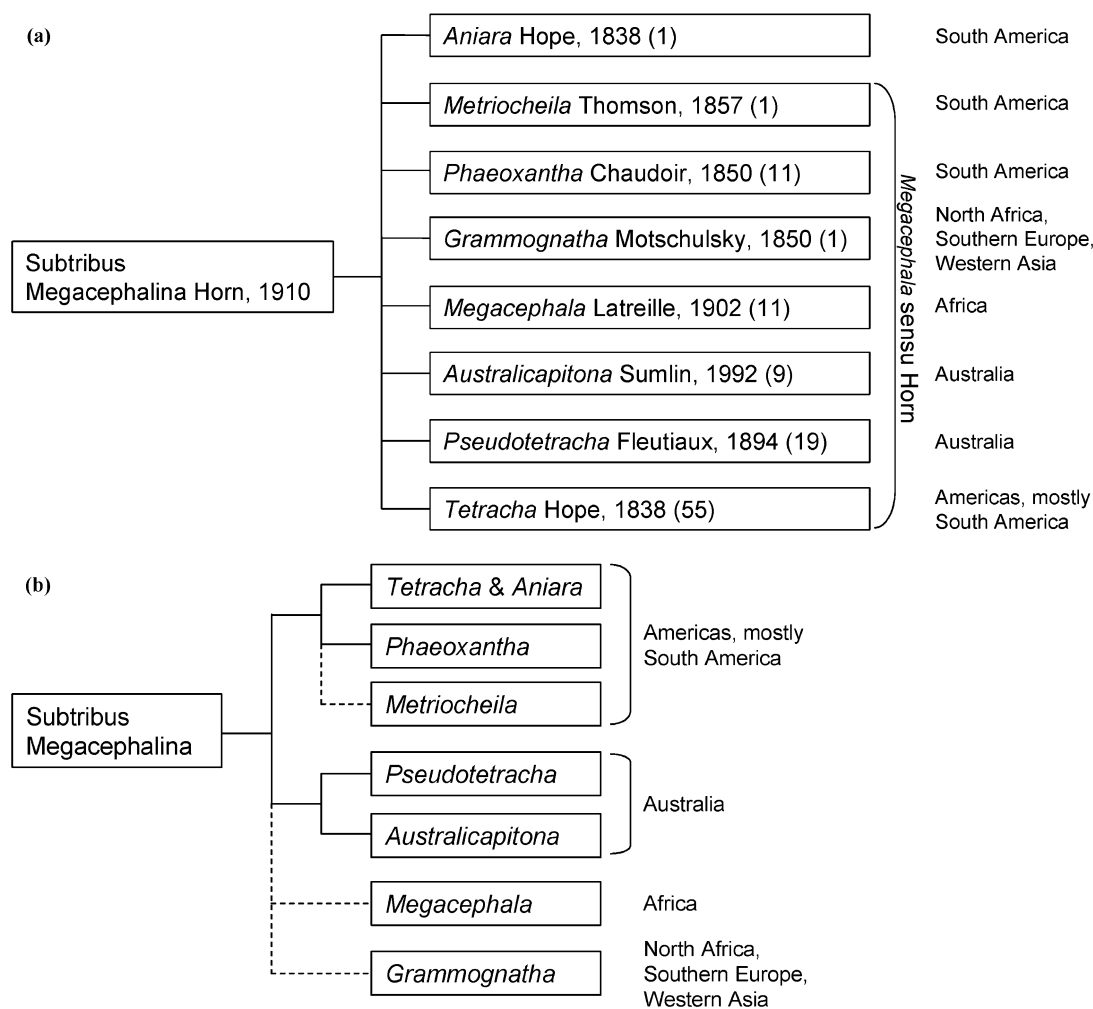 (a)
Subtribus
Megacephalina Horn, 1910
Aniara Hope, 1838 (1)
South America
Metriocheila Thomson, 1857 (1)
South America
Phaeoxantha Chaudoir, 1850 (11)
South America
Grammognatha Motschulsky, 1850 (1)
North Africa,
Southern Europe,
Western Asia
Megacephala Latreille, 1902 (11)
Africa
Australicapitona Sumlin, 1992 (9)
Australia
Pseudotetracha Fleutiaux, 1894 (19)
Australia
Tetracha Hope, 1838 (55)
Americas, mostly
South America
Megacephala sensu Horn
(b)
Subtribus
Megacephalina
Tetracha & Aniara
Phaeoxantha
Metriocheila
Americas, mostly
South America
Pseudotetracha
Australicapitona
Australia
Megacephala
Africa
Grammognatha
North Africa,
Southern Europe,
Western Asia